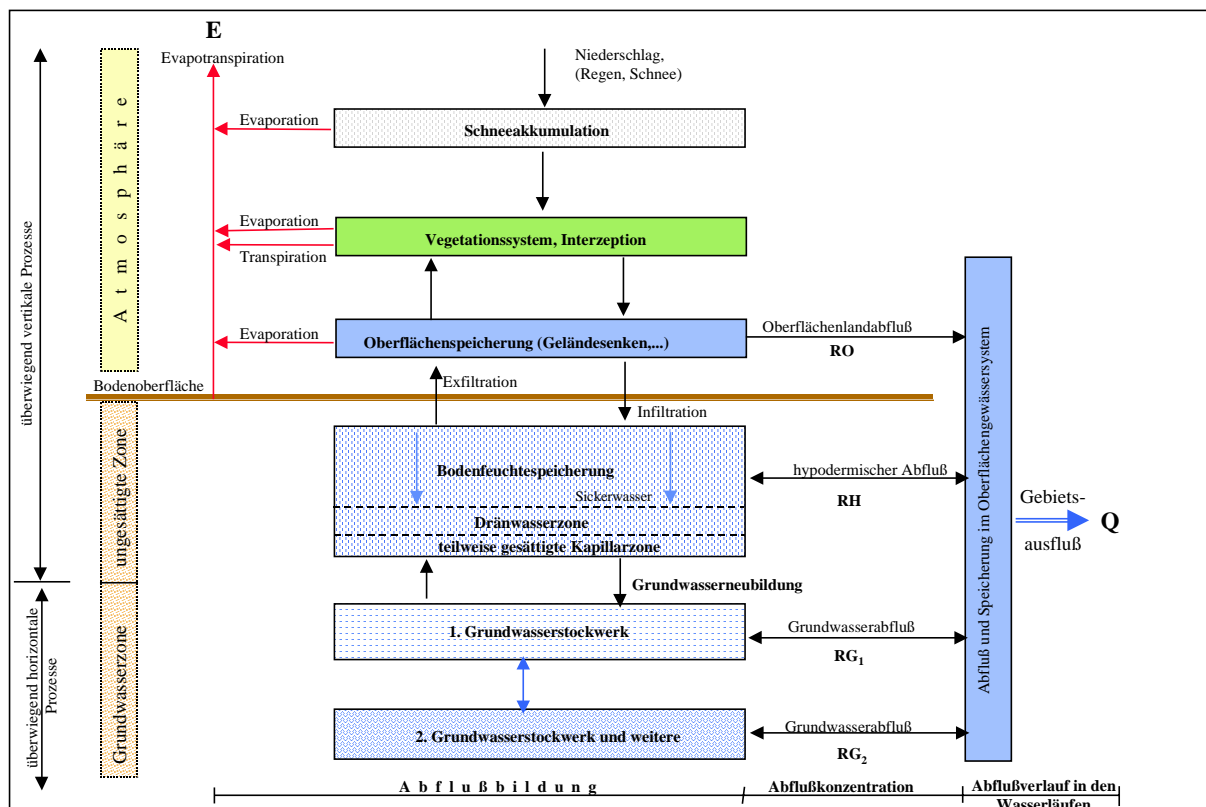 E
Evapotranspiration
Niederschlag,
(Regen, Schnee)
Evaporation
Schneeakkumulation
Atmosphäre
überwiegend vertikale Prozesse
Evaporation
Vegetationssystem, Interzeption
Transpiration
Evaporation
Oberflächenspeicherung (Geländesenken,...)
Oberflächenlandabfluß
RO
Bodenoberfläche
Exfiltration
Infiltration
ungesättigte Zone
Bodenfeuchtespeicherung
Sickerwasser
Dränwasserzone
teilweise gesättigte Kapillarzone
hypodermischer Abfluß
RH
Abfluß und Speicherung im Oberflächengewässersystem
Gebiets-
ausfluß
Q
Grundwasserneubildung
überwiegend horizontale
Prozesse
Grundwasserzone
1. Grundwasserstockwerk
Grundwasserabfluß
RG1
2. Grundwasserstockwerk und weitere
Grundwasserabfluß
RG2
Abflußbildung
Abflußkonzentration
Abflußverlauf in den
Wasserläufen